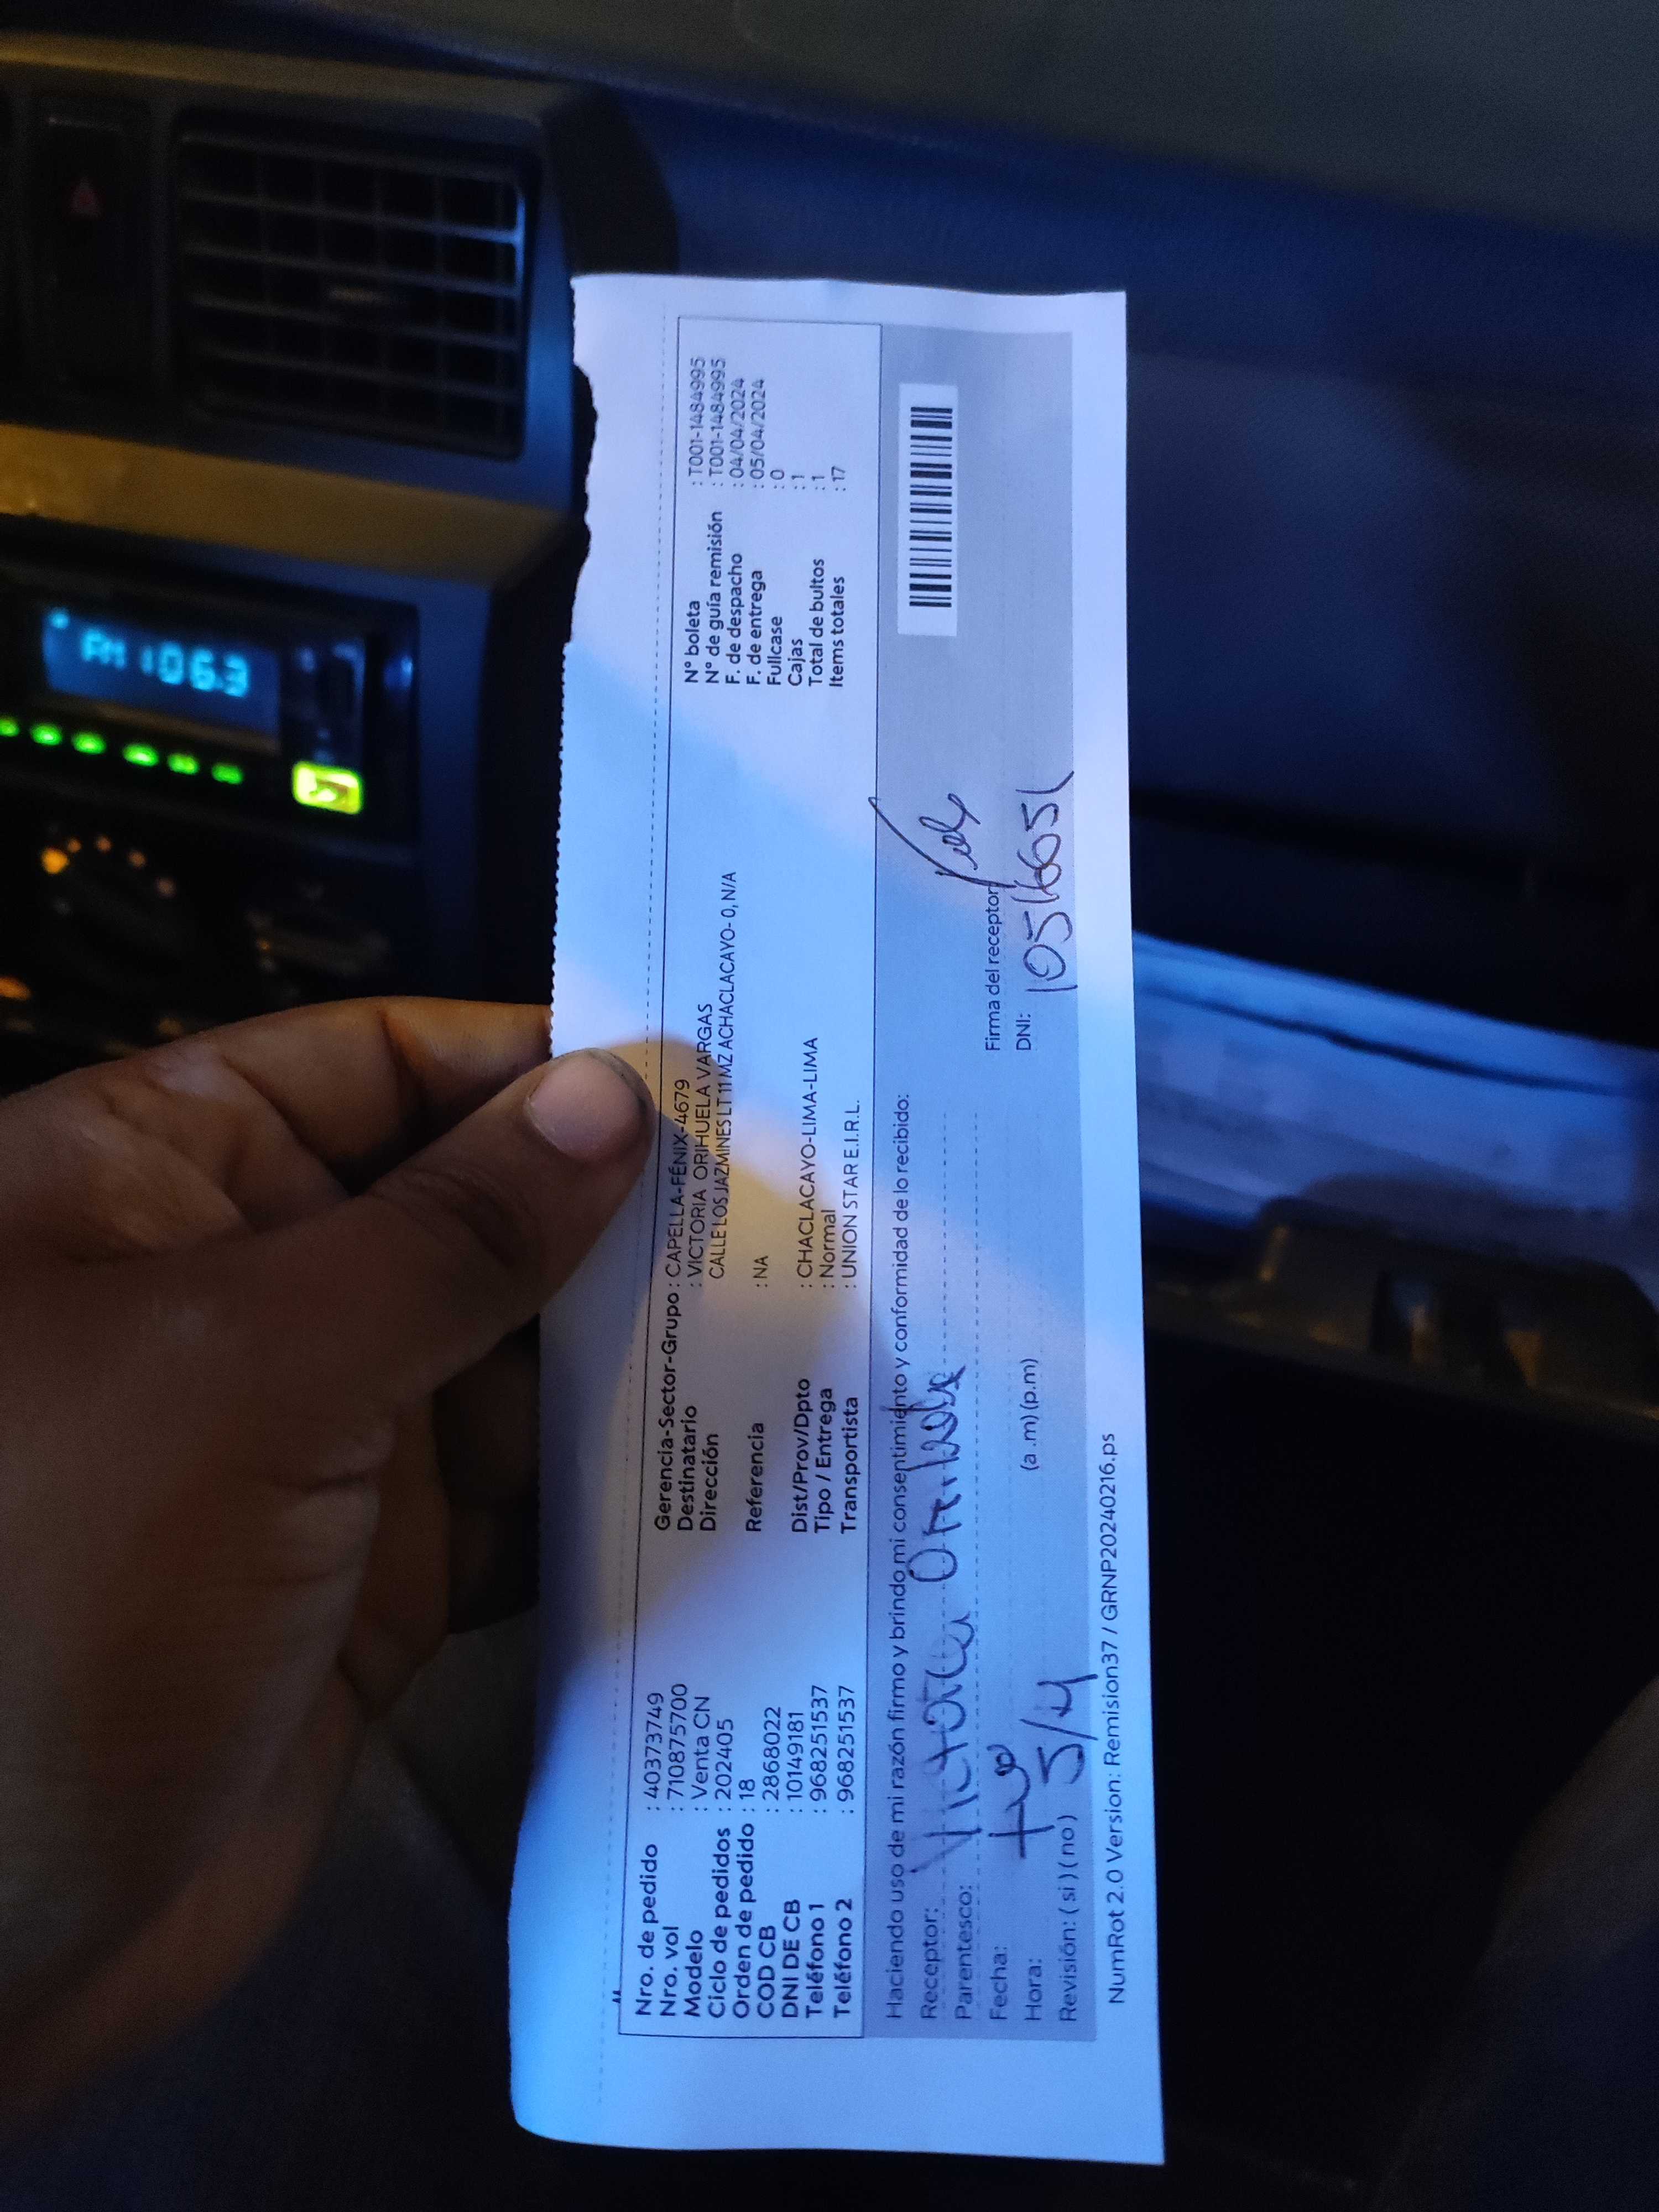 Nro. de pedido : 40373749
Nro. vol : 710875700
Modelo : Venta CN
Ciclo de pedidos : 202405
Orden de pedido : 18
COD CB : 2868022
DNI DE CB : 10149181
Teléfono 1 : 968251537
Teléfono 2 : 968251537
Gerencia-Sector-Grupo : CAPELLA-FÉNIX-4679
Destinatario : VICTORIA ORIHUELA VARGAS
Dirección CALLE LOS JAZMINES LT 11 MZ A CHACLACAYO- 0, N/A
Referencia : NA
Dist/Prov/Dpto : CHACLACAYO-LIMA-LIMA
Tipo / Entrega : Normal
Transportista : UNION STAR E.I.R.L.
N° boleta : T001-1484995
N° de guía remisión : T001-1484995
F. de despacho : 04/04/2024
F. de entrega : 05/04/2024
Fullcase : 0
Cajas : 1
Total de bultos : 1
Items totales : 17
Haciendo uso de mi razón firmo y brindo mi consentimiento y conformidad de lo recibido:
Receptor: Victoria Orihuela
Parentesco:
Fecha:
Hora: (a .m) (p.m)
Revisión: ( si ) ( no ) 5/4
Firma del receptor
DNI:
NumRot 2.0 Version: Remision37 / GRNP20240216.ps
FM 106.3